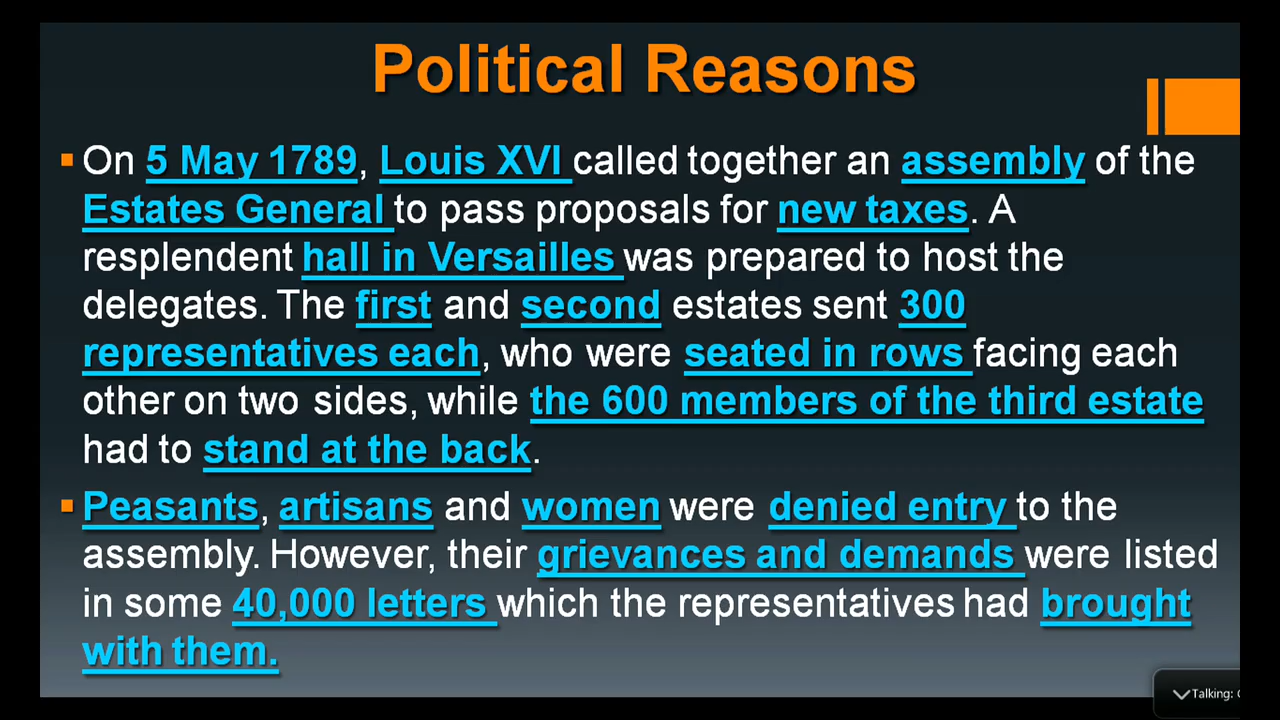 Political Reasons
On 5 May 1789, Louis XVI called together an assembly of the
Estates General to pass proposals for new taxes. A
resplendent hall in Versailles was prepared to host the
delegates. The first and second estates sent 300
representatives each, who were seated in rows facing each
other on two sides, while the 600 members of the third estate
had to stand at the back.
Peasants, artisans and women were denied entry to the
assembly. However, their grievances and demands were listed
in some 40,000 letters which the representatives had brought
with them.
Talking: